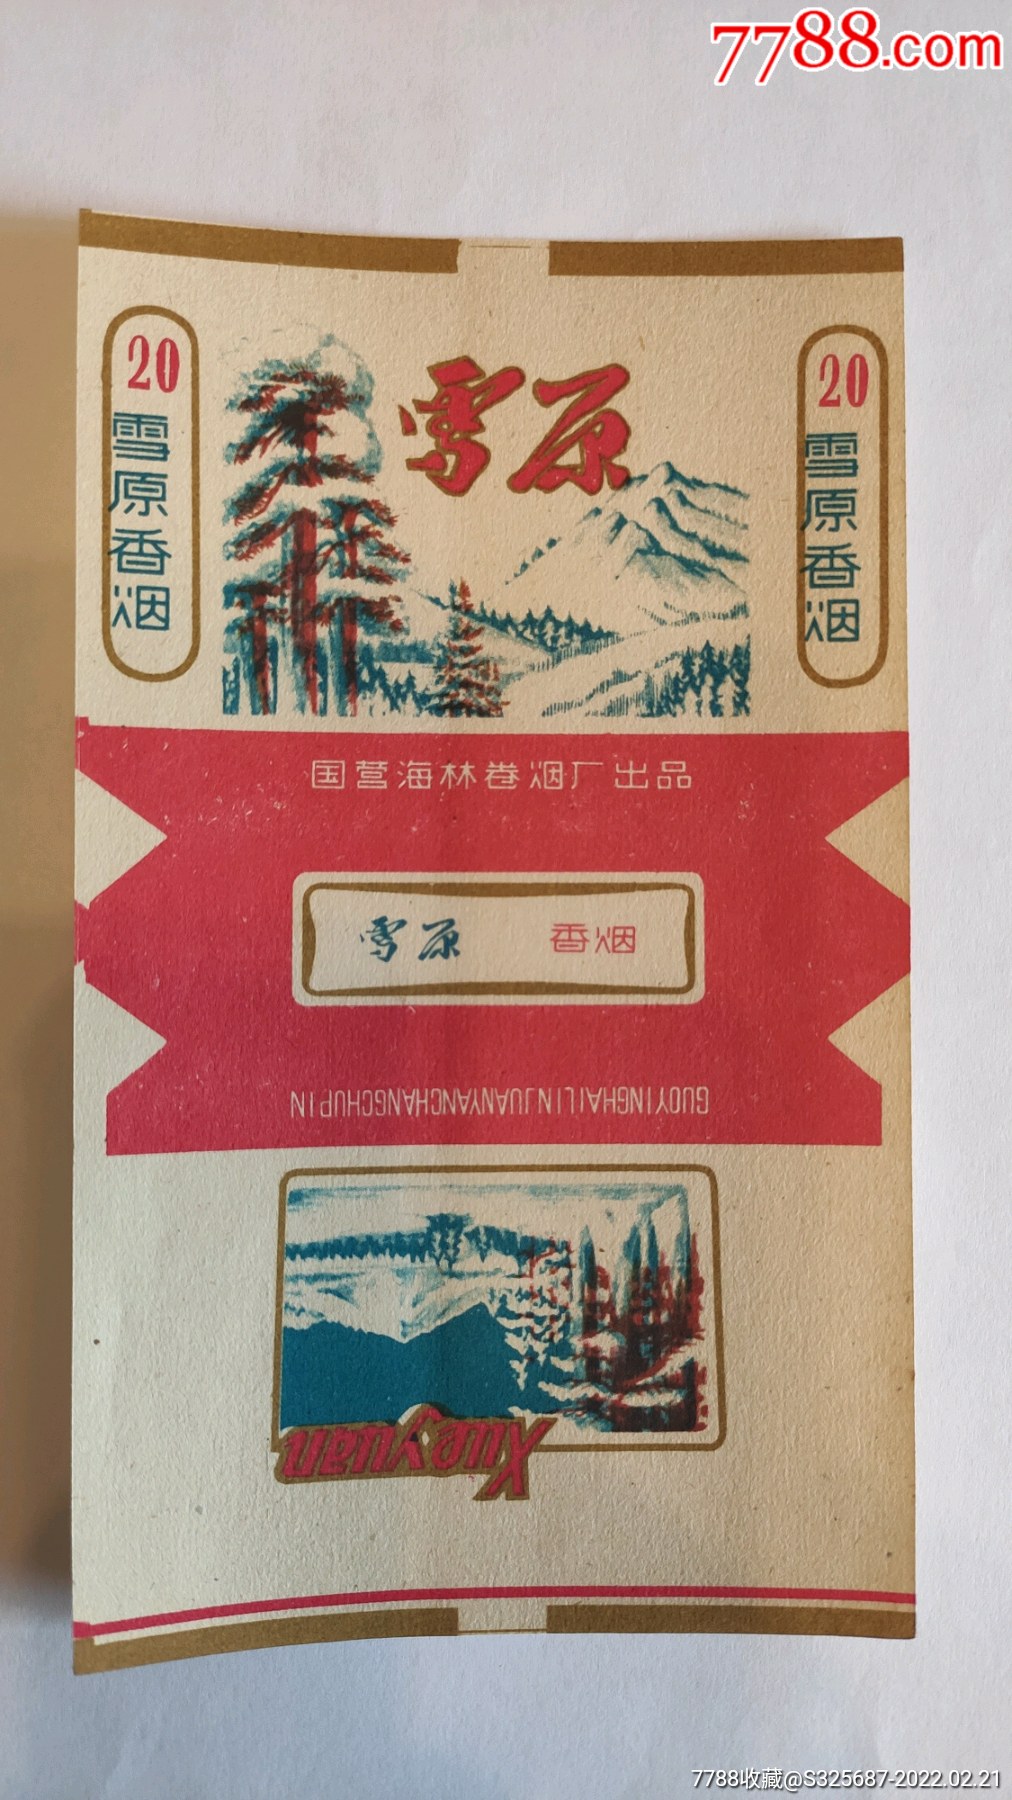 7788.com
20
雪原香烟
雪原
20
雪原香烟
国营海林卷烟厂出品
雪原 香烟
GUOYINGHAILINJUANYANCHANGCHUPIN
Xueyuan
7788收藏@S325687-2022.02.21